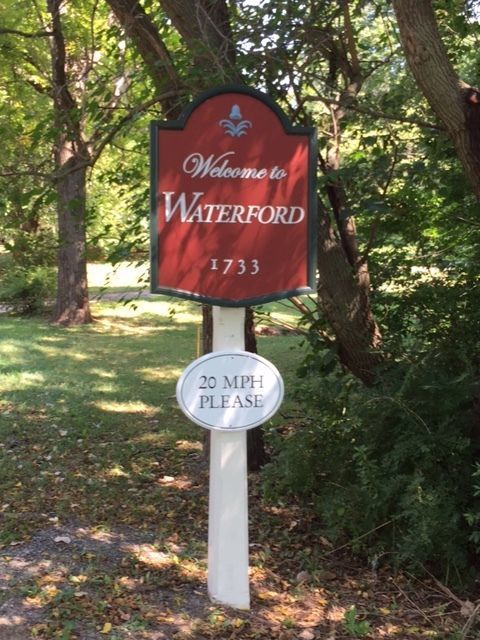 Welcome to
WATERFORD
1733
20 MPH
PLEASE